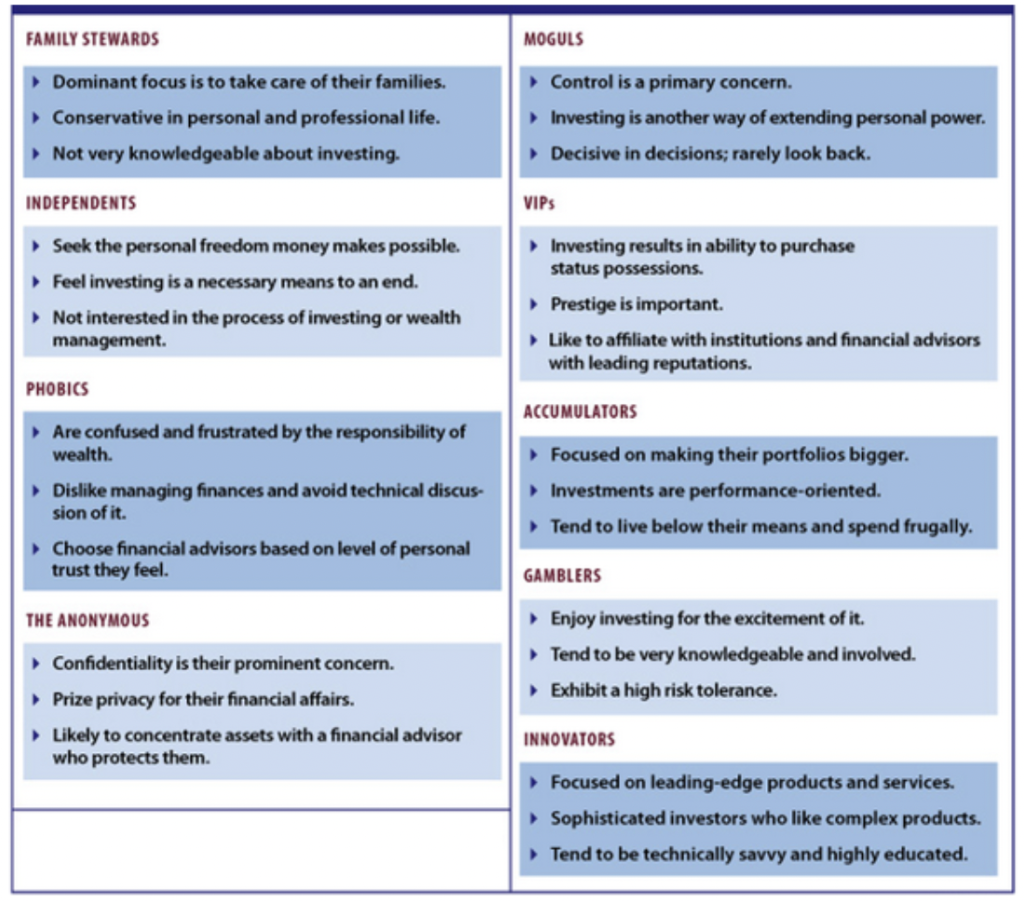 FAMILY STEWARDS
Dominant focus is to take care of their families.
Conservative in personal and professional life.
Not very knowledgeable about investing.
INDEPENDENTS
Seek the personal freedom money makes possible.
Feel investing is a necessary means to an end.
Not interested in the process of investing or wealth
management.
PHOBICS
Are confused and frustrated by the responsibility of
wealth.
Dislike managing finances and avoid technical discus-
sion of it.
Choose financial advisors based on level of personal
trust they feel.
THE ANONYMOUS
Confidentiality is their prominent concern.
Prize privacy for their financial affairs.
Likely to concentrate assets with a financial advisor
who protects them.
MOGULS
Control is a primary concern.
Investing is another way of extending personal power.
Decisive in decisions; rarely look back.
VIPs
Investing results in ability to purchase
status possessions.
Prestige is important.
Like to affiliate with institutions and financial advisors
with leading reputations.
ACCUMULATORS
Focused on making their portfolios bigger.
Investments are performance-oriented.
Tend to live below their means and spend frugally.
GAMBLERS
Enjoy investing for the excitement of it.
Tend to be very knowledgeable and involved.
Exhibit a high risk tolerance.
INNOVATORS
Focused on leading-edge products and services.
Sophisticated investors who like complex products.
Tend to be technically savvy and highly educated.